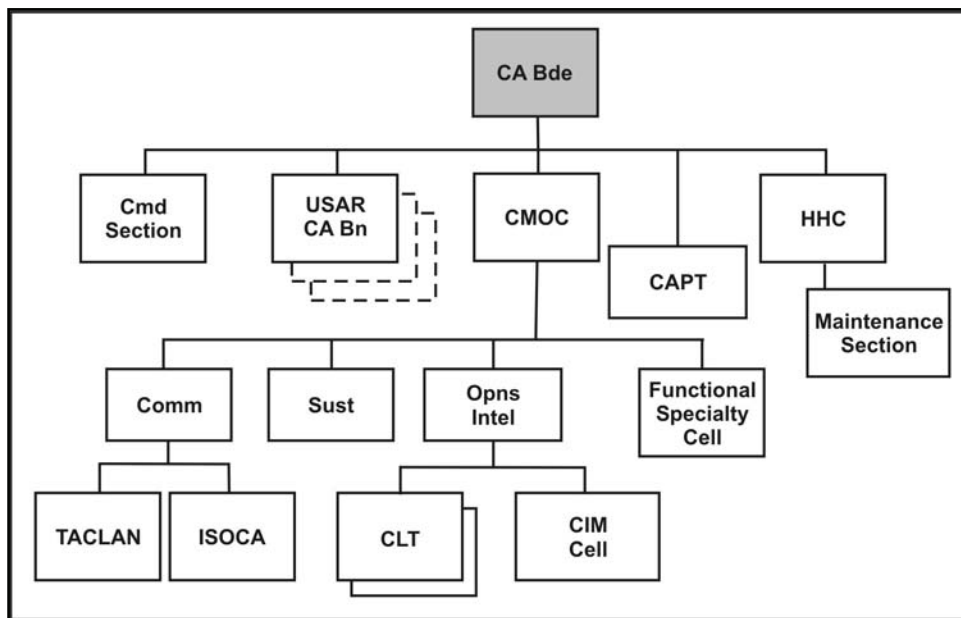 CA Bde
Cmd
Section
USAR
CA Bn
CMOC
CAPT
HHC
Maintenance
Section
Comm
Sust
Opns
Intel
Functional
Specialty
Cell
TACLAN
ISOCA
CLT
CIM
Cell